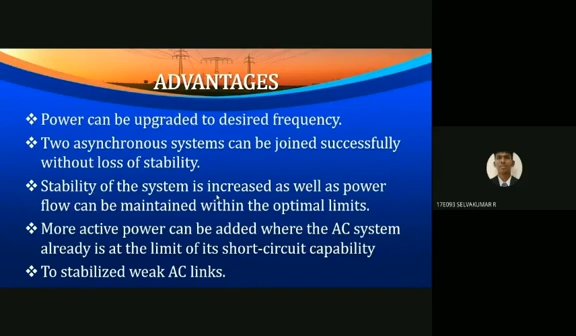 ADVANTAGES
❖ Power can be upgraded to desired frequency.
❖ Two asynchronous systems can be joined successfully
without loss of stability.
❖ Stability of the system is increased as well as power
flow can be maintained within the optimal limits.
❖ More active power can be added where the AC system
already is at the limit of its short-circuit capability
❖ To stabilized weak AC links.
17E093 SELVAKUMAR R